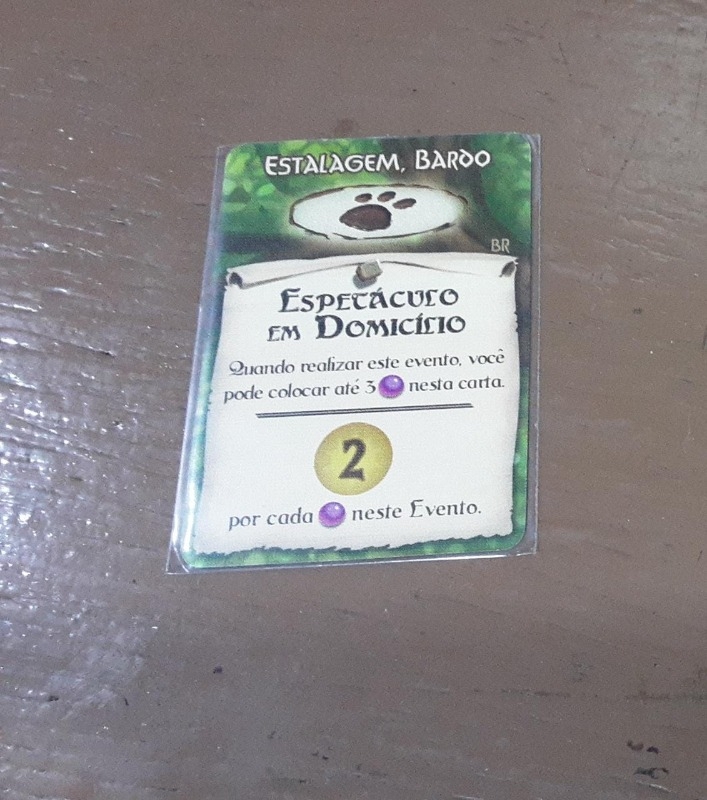 Estalagem, Bardo
BR
Espetáculo
em Domicílio
Quando realizar este evento, você
pode colocar até 3 nesta carta.
2
por cada neste Evento.